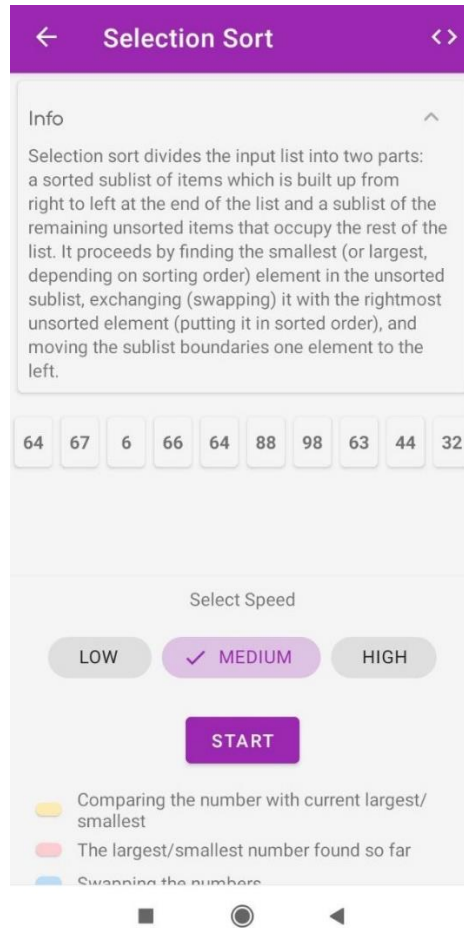 Selection Sort
Info
Selection sort divides the input list into two parts:
a sorted sublist of items which is built up from
right to left at the end of the list and a sublist of the
remaining unsorted items that occupy the rest of the
list. It proceeds by finding the smallest (or largest,
depending on sorting order) element in the unsorted
sublist, exchanging (swapping) it with the rightmost
unsorted element (putting it in sorted order), and
moving the sublist boundaries one element to the
left.
64 67 6 66 64 88 98 63 44 32
Select Speed
LOW MEDIUM HIGH
START
Comparing the number with current largest/
smallest
The largest/smallest number found so far
Swapping the numbers